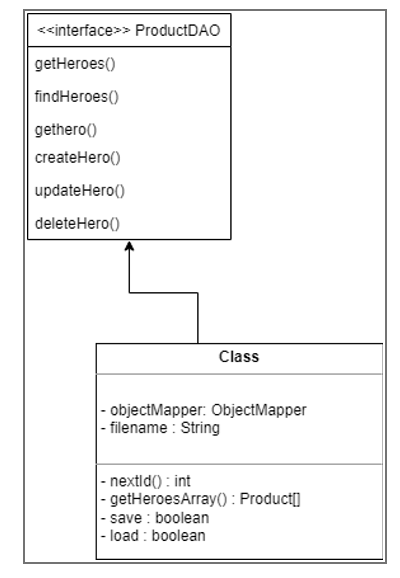 <<interface>> ProductDAO
getHeroes()
findHeroes()
gethero()
createHero()
updateHero()
deleteHero()
Class
- objectMapper: ObjectMapper
- filename : String
- nextId() : int
- getHeroesArray() : Product[]
- save : boolean
- load : boolean